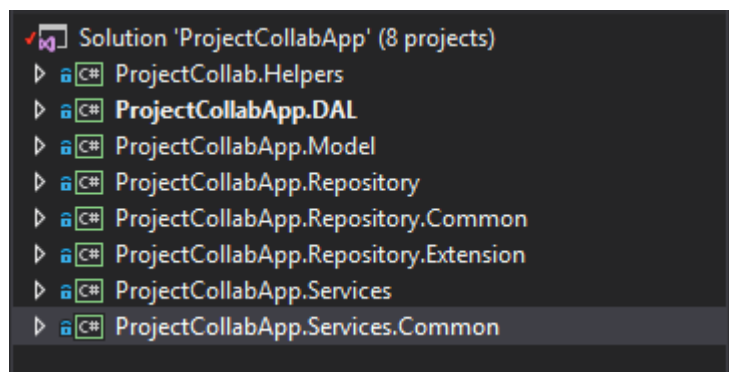 Solution 'ProjectCollabApp' (8 projects)
C# ProjectCollab.Helpers
C# ProjectCollabApp.DAL
C# ProjectCollabApp.Model
C# ProjectCollabApp.Repository
C# ProjectCollabApp.Repository.Common
C# ProjectCollabApp.Repository.Extension
C# ProjectCollabApp.Services
C# ProjectCollabApp.Services.Common